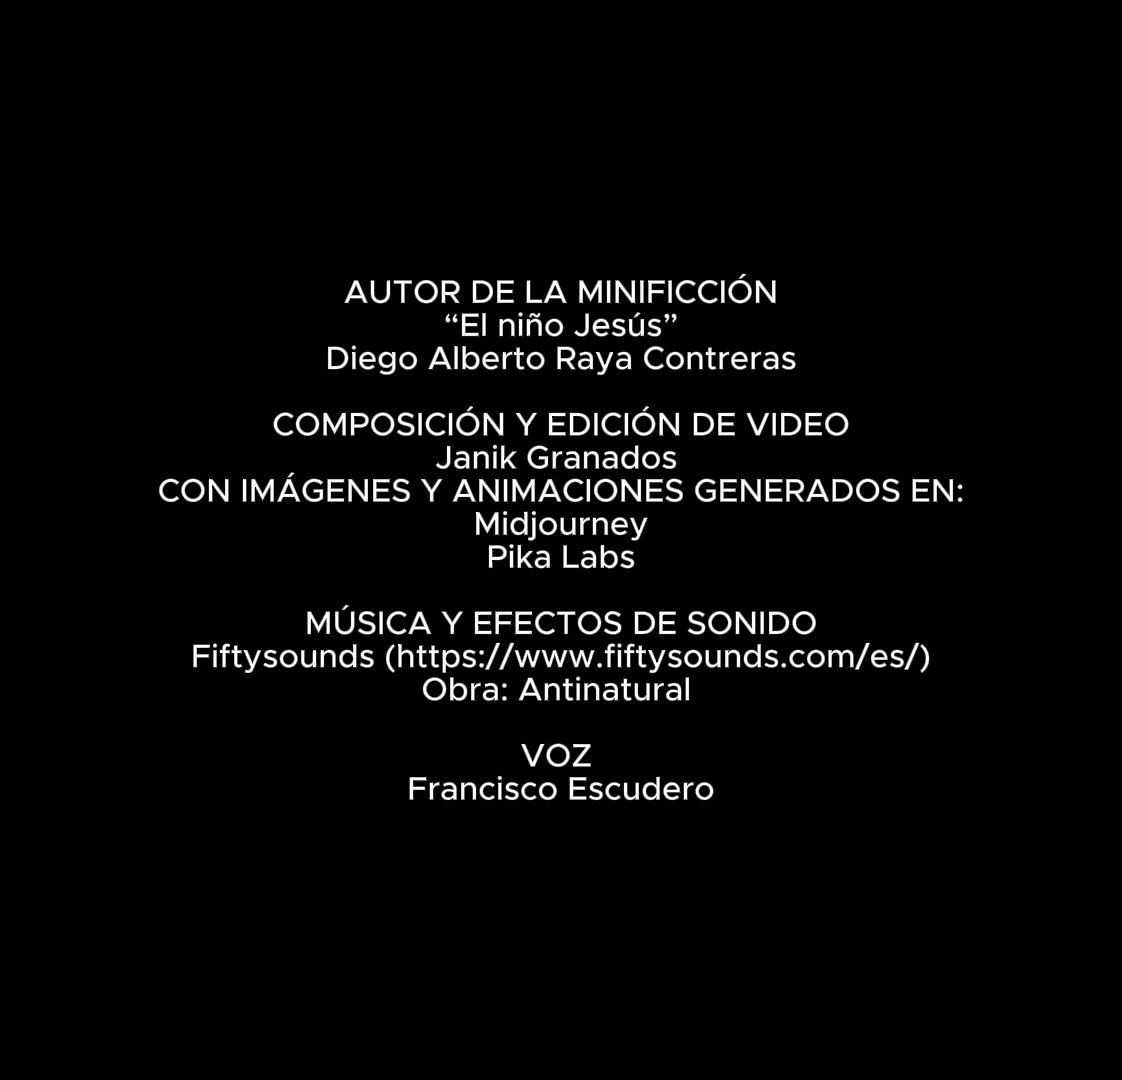 AUTOR DE LA MINIFICCIÓN
“El niño Jesús”
Diego Alberto Raya Contreras
COMPOSICIÓN Y EDICIÓN DE VIDEO
Janik Granados
CON IMÁGENES Y ANIMACIONES GENERADOS EN:
Midjourney
Pika Labs
MÚSICA Y EFECTOS DE SONIDO
Fiftysounds (https://www.fiftysounds.com/es/)
Obra: Antinatural
VOZ
Francisco Escudero